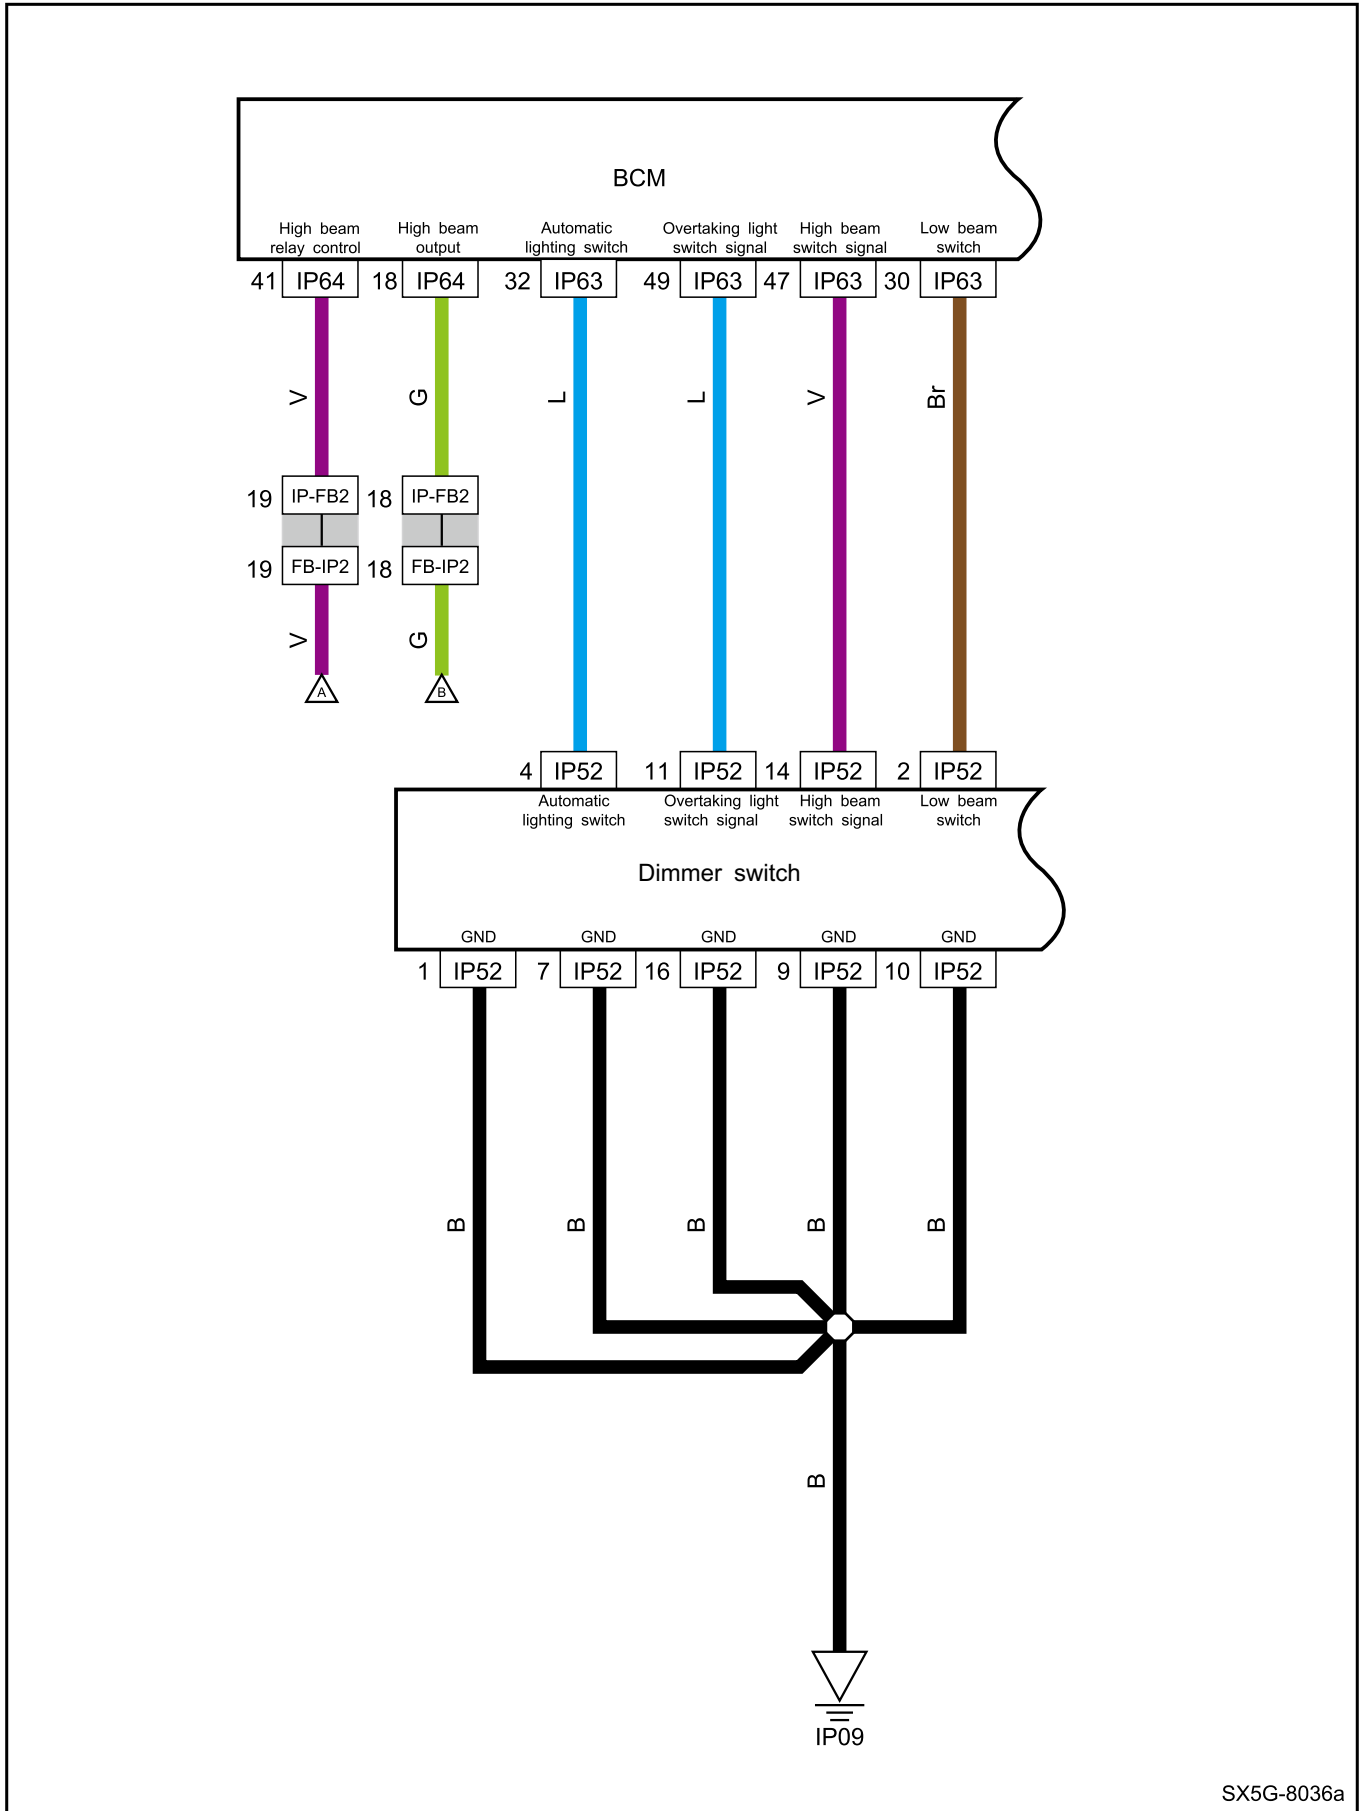 BCM
High beam
relay control
High beam
output
Automatic
lighting switch
Overtaking light
switch signal
High beam
switch signal
Low beam
switch
41 IP64 18 IP64 32 IP63 49 IP63 47 IP63 30 IP63
V G L L V Br
19 IP-FB2 18 IP-FB2
19 FB-IP2 18 FB-IP2
V G
A B
4 IP52 11 IP52 14 IP52 2 IP52
Automatic
lighting switch
Overtaking light
switch signal
High beam
switch signal
Low beam
switch
Dimmer switch
GND GND GND GND GND
1 IP52 7 IP52 16 IP52 9 IP52 10 IP52
B B B B B
B
IP09
SX5G-8036a